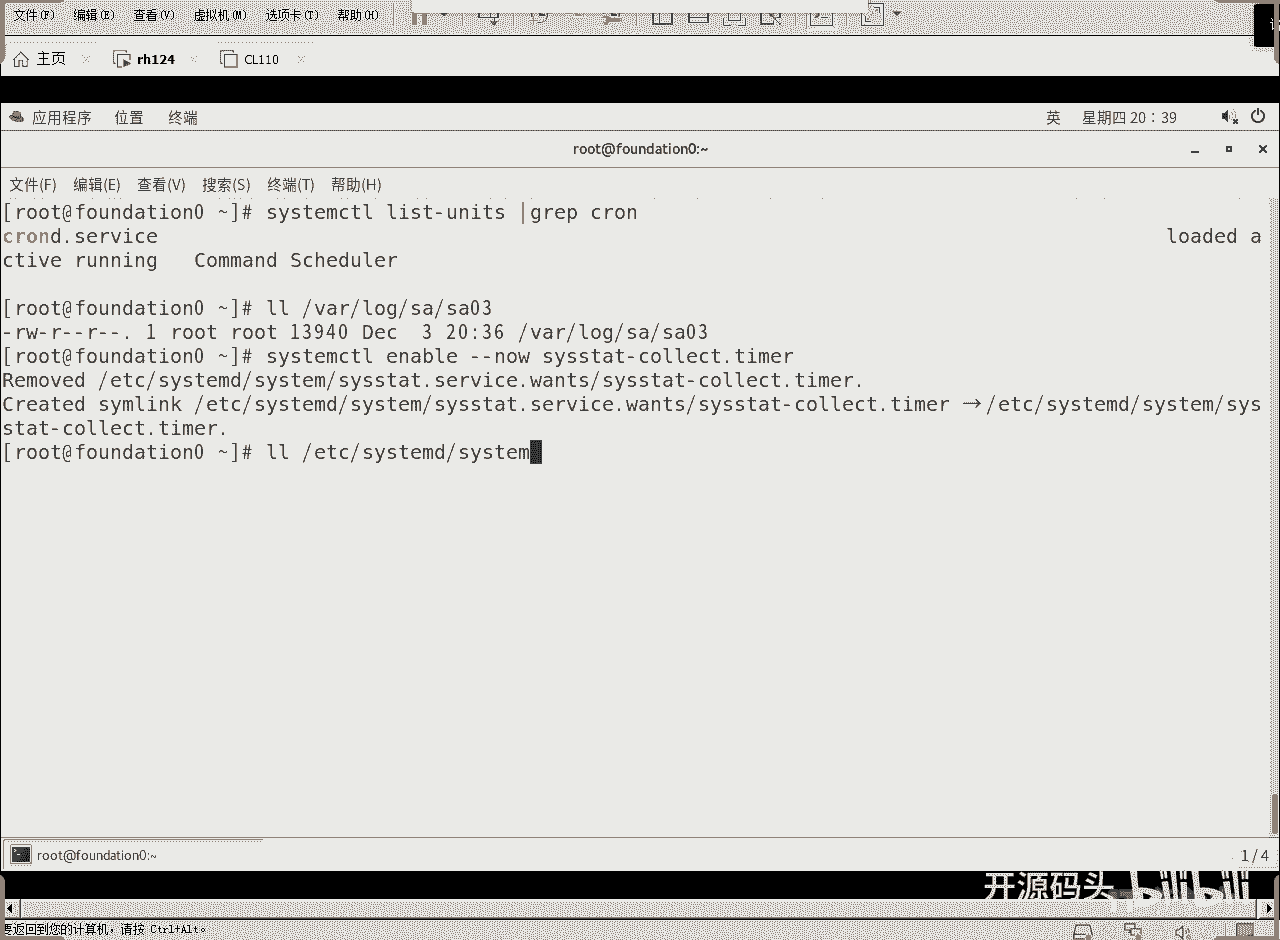 文件(F) 编辑(E) 查看(V) 虚拟机(M) 选项卡(T) 帮助(H)
主页 rh124 CL110
应用程序 位置 终端 英 星期四 20：39
root@foundation0:~
文件(F) 编辑(E) 查看(V) 搜索(S) 终端(T) 帮助(H)
[root@foundation0 ~]# systemctl list-units |grep cron
crond.service loaded a
ctive running Command Scheduler
[root@foundation0 ~]# ll /var/log/sa/sa03
-rw-r--r--. 1 root root 13940 Dec  3 20:36 /var/log/sa/sa03
[root@foundation0 ~]# systemctl enable --now sysstat-collect.timer
Removed /etc/systemd/system/sysstat.service.wants/sysstat-collect.timer.
Created symlink /etc/systemd/system/sysstat.service.wants/sysstat-collect.timer → /etc/systemd/system/sys
stat-collect.timer.
[root@foundation0 ~]# ll /etc/systemd/system
root@foundation0:~ 1 / 4
开源码头 bilibili
要返回到您的计算机，请按 Ctrl+Alt。